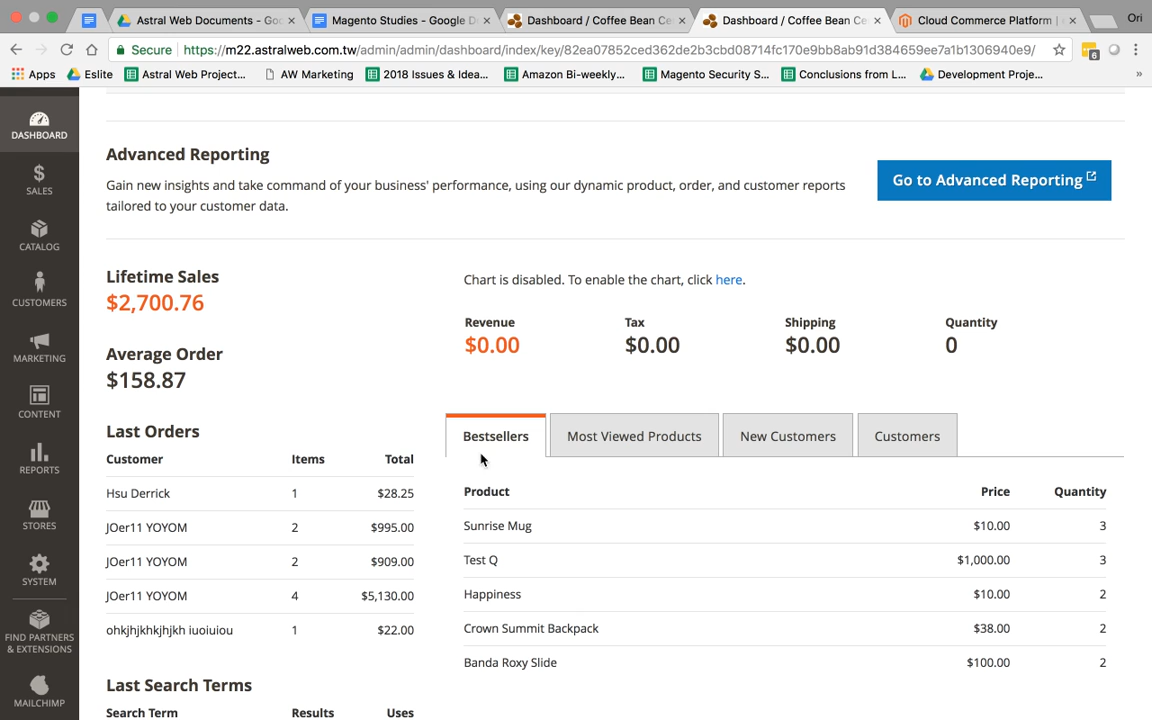 Astral Web Documents - Goo
Magento Studies - Google D
Dashboard / Coffee Bean Ce
Dashboard / Coffee Bean Ce
Cloud Commerce Platform |
Ori
Secure
https://m22.astralweb.com.tw/admin/admin/dashboard/index/key/82ea07852ced362de2b3cbd08714fc170e9bb8ab91d384659ee7a1b1306940e9/
6
Apps
Eslite
Astral Web Project...
AW Marketing
2018 Issues & Idea...
Amazon Bi-weekly...
Magento Security S...
Conclusions from L...
Development Proje...
»
DASHBOARD
SALES
CATALOG
CUSTOMERS
MARKETING
CONTENT
REPORTS
STORES
SYSTEM
FIND PARTNERS
& EXTENSIONS
MAILCHIMP
Advanced Reporting
Gain new insights and take command of your business' performance, using our dynamic product, order, and customer reports
tailored to your customer data.
Go to Advanced Reporting
Lifetime Sales
$2,700.76
Average Order
$158.87
Last Orders
Customer Items Total
Hsu Derrick 1 $28.25
JOer11 YOYOM 2 $995.00
JOer11 YOYOM 2 $909.00
JOer11 YOYOM 4 $5,130.00
ohkjhjkhkjhjkh iuoiuiou 1 $22.00
Last Search Terms
Search Term Results Uses
Chart is disabled. To enable the chart, click here.
Revenue Tax Shipping Quantity
$0.00 $0.00 $0.00 0
Bestsellers Most Viewed Products New Customers Customers
Product Price Quantity
Sunrise Mug $10.00 3
Test Q $1,000.00 3
Happiness $10.00 2
Crown Summit Backpack $38.00 2
Banda Roxy Slide $100.00 2